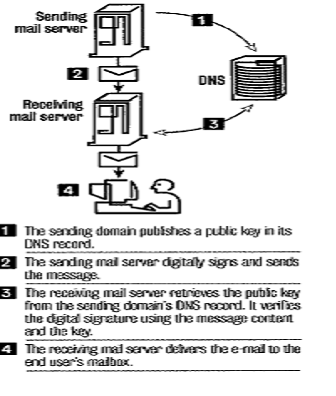 Sending
mail server
1
2
DNS
Receiving
mail server
3
4
1 The sending domain publishes a public key in its
DNS record.
2 The sending mail server digitally signs and sends
the message.
3 The receiving mail server retrieves the public key
from the sending domain's DNS record. It verifies
the digital signature using the message content
and the key.
4 The receiving mail server delivers the e-mail to the
end user's mailbox.